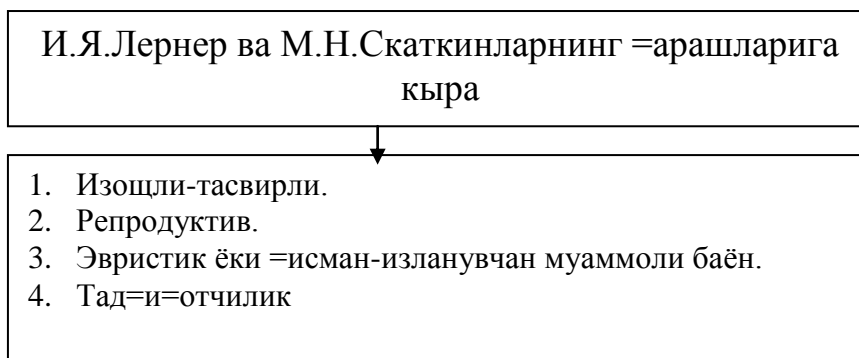 И.Я.Лернер ва М.Н.Скаткинларнинг =арашларига
кыра
1. Изощли-тасвирли.
2. Репродуктив.
3. Эвристик ёки =исман-изланувчан муаммоли баён.
4. Тад=и=отчилик